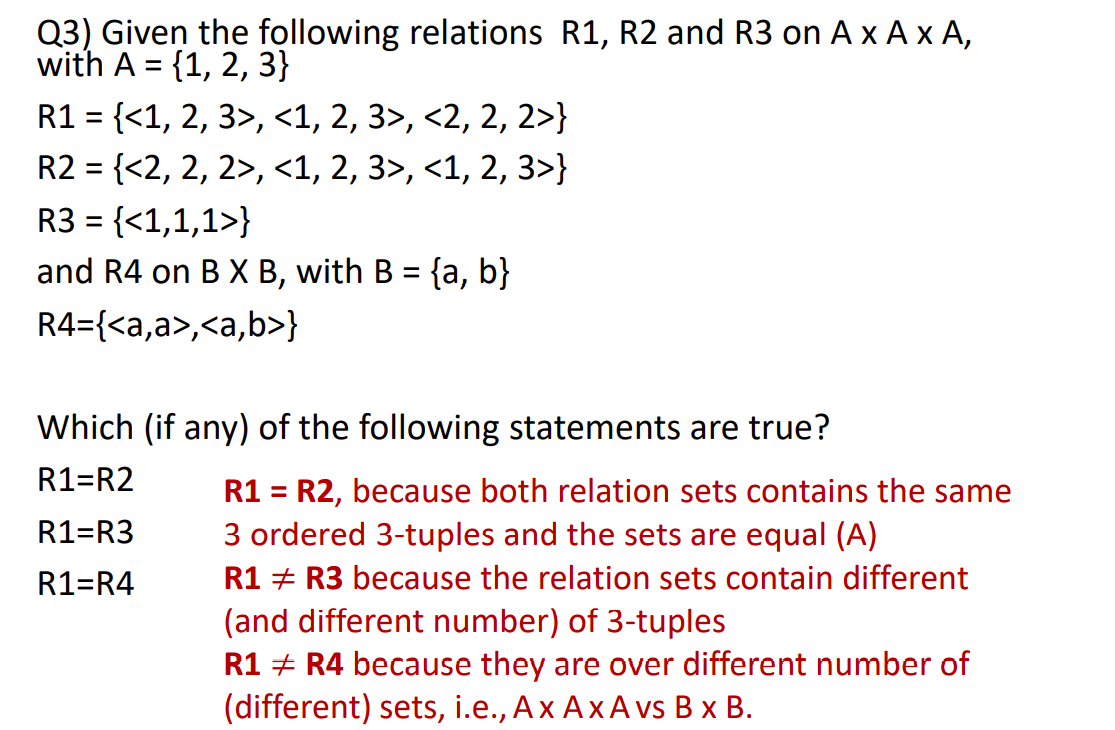 Q3) Given the following relations R1, R2 and R3 on A x A x A,
with A = {1, 2, 3}
R1 = {<1, 2, 3>, <1, 2, 3>, <2, 2, 2>}
R2 = {<2, 2, 2>, <1, 2, 3>, <1, 2, 3>}
R3 = {<1,1,1>}
and R4 on B X B, with B = {a, b}
R4={<a,a>,<a,b>}
Which (if any) of the following statements are true?
R1=R2
R1=R3
R1=R4
R1 = R2, because both relation sets contains the same
3 ordered 3-tuples and the sets are equal (A)
R1 ≠ R3 because the relation sets contain different
(and different number) of 3-tuples
R1 ≠ R4 because they are over different number of
(different) sets, i.e., A x A x A vs B x B.